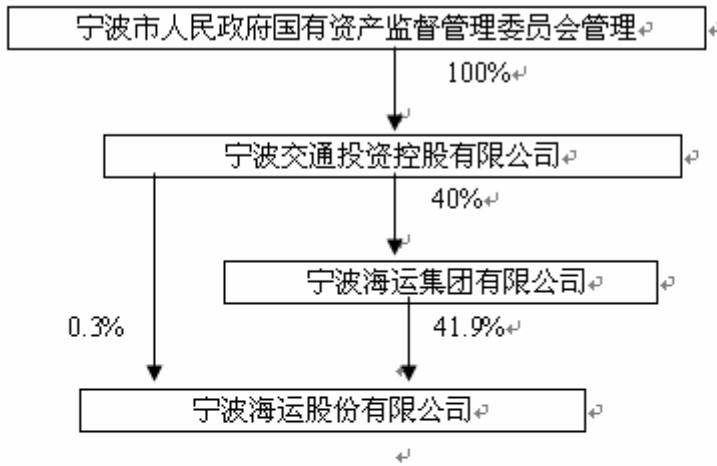 宁波市人民政府国有资产监督管理委员会管理
100%
宁波交通投资控股有限公司
40%
宁波海运集团有限公司
0.3%
41.9%
宁波海运股份有限公司